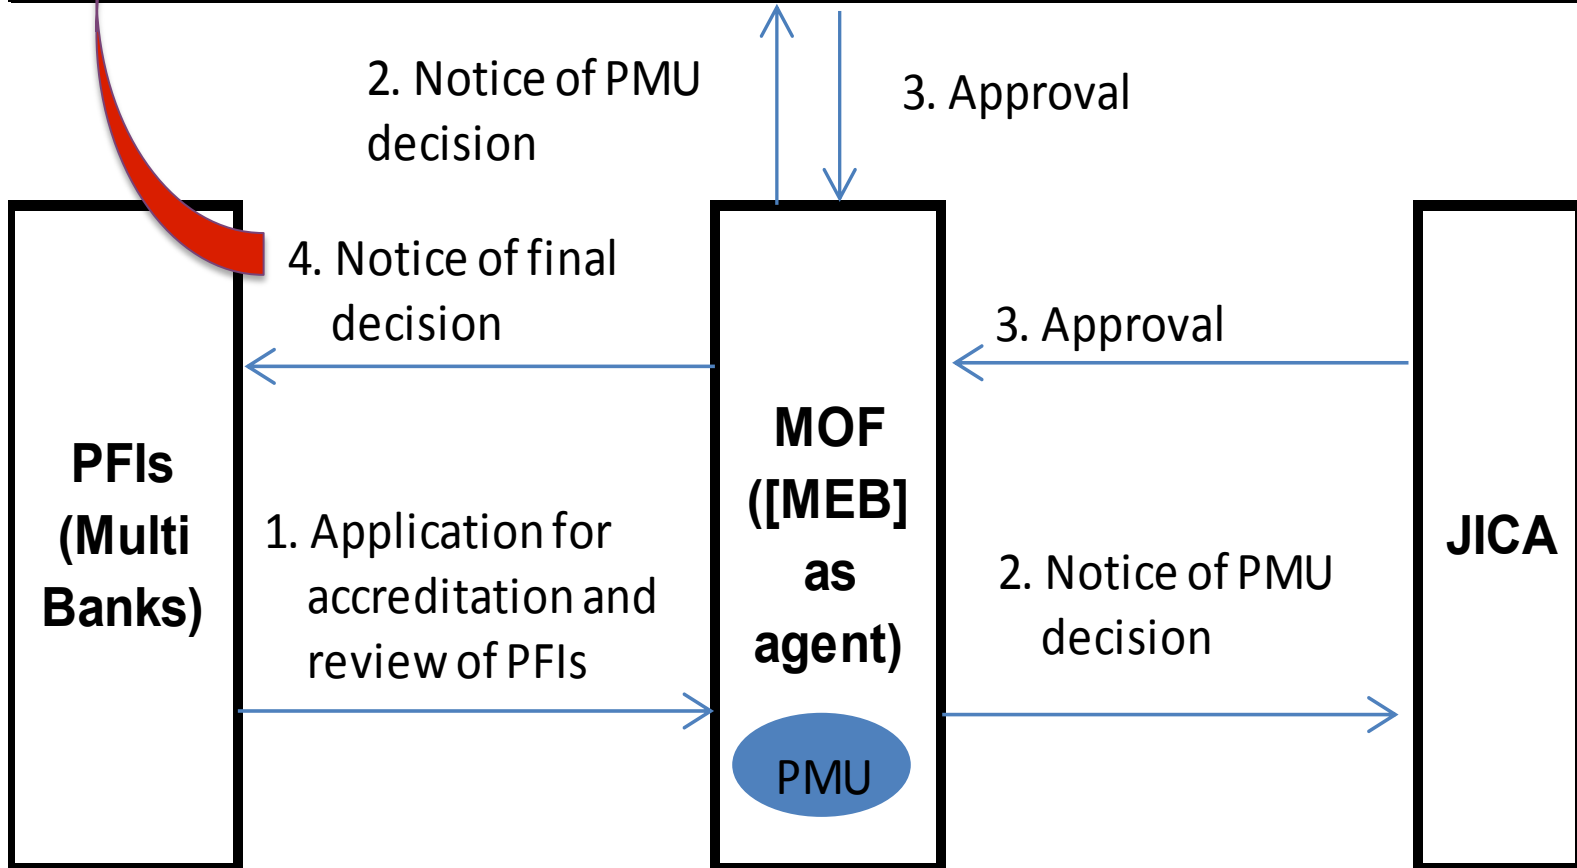 2. Notice of PMU
decision
3. Approval
4. Notice of final
decision
3. Approval
PFIs
(Multi
Banks)
1. Application for
accreditation and
review of PFIs
MOF
([MEB]
as
agent)
PMU
2. Notice of PMU
decision
JICA